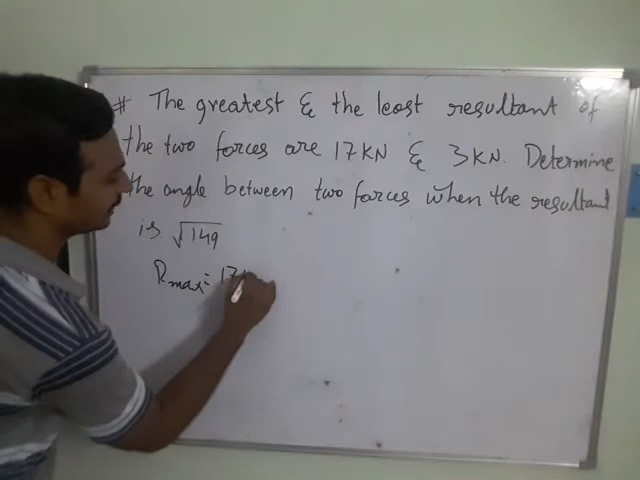 # The greatest & the least resultant of
the two forces are 17KN & 3KN. Determine
the angle between two forces when the resultant
is √149
Rmax = 17